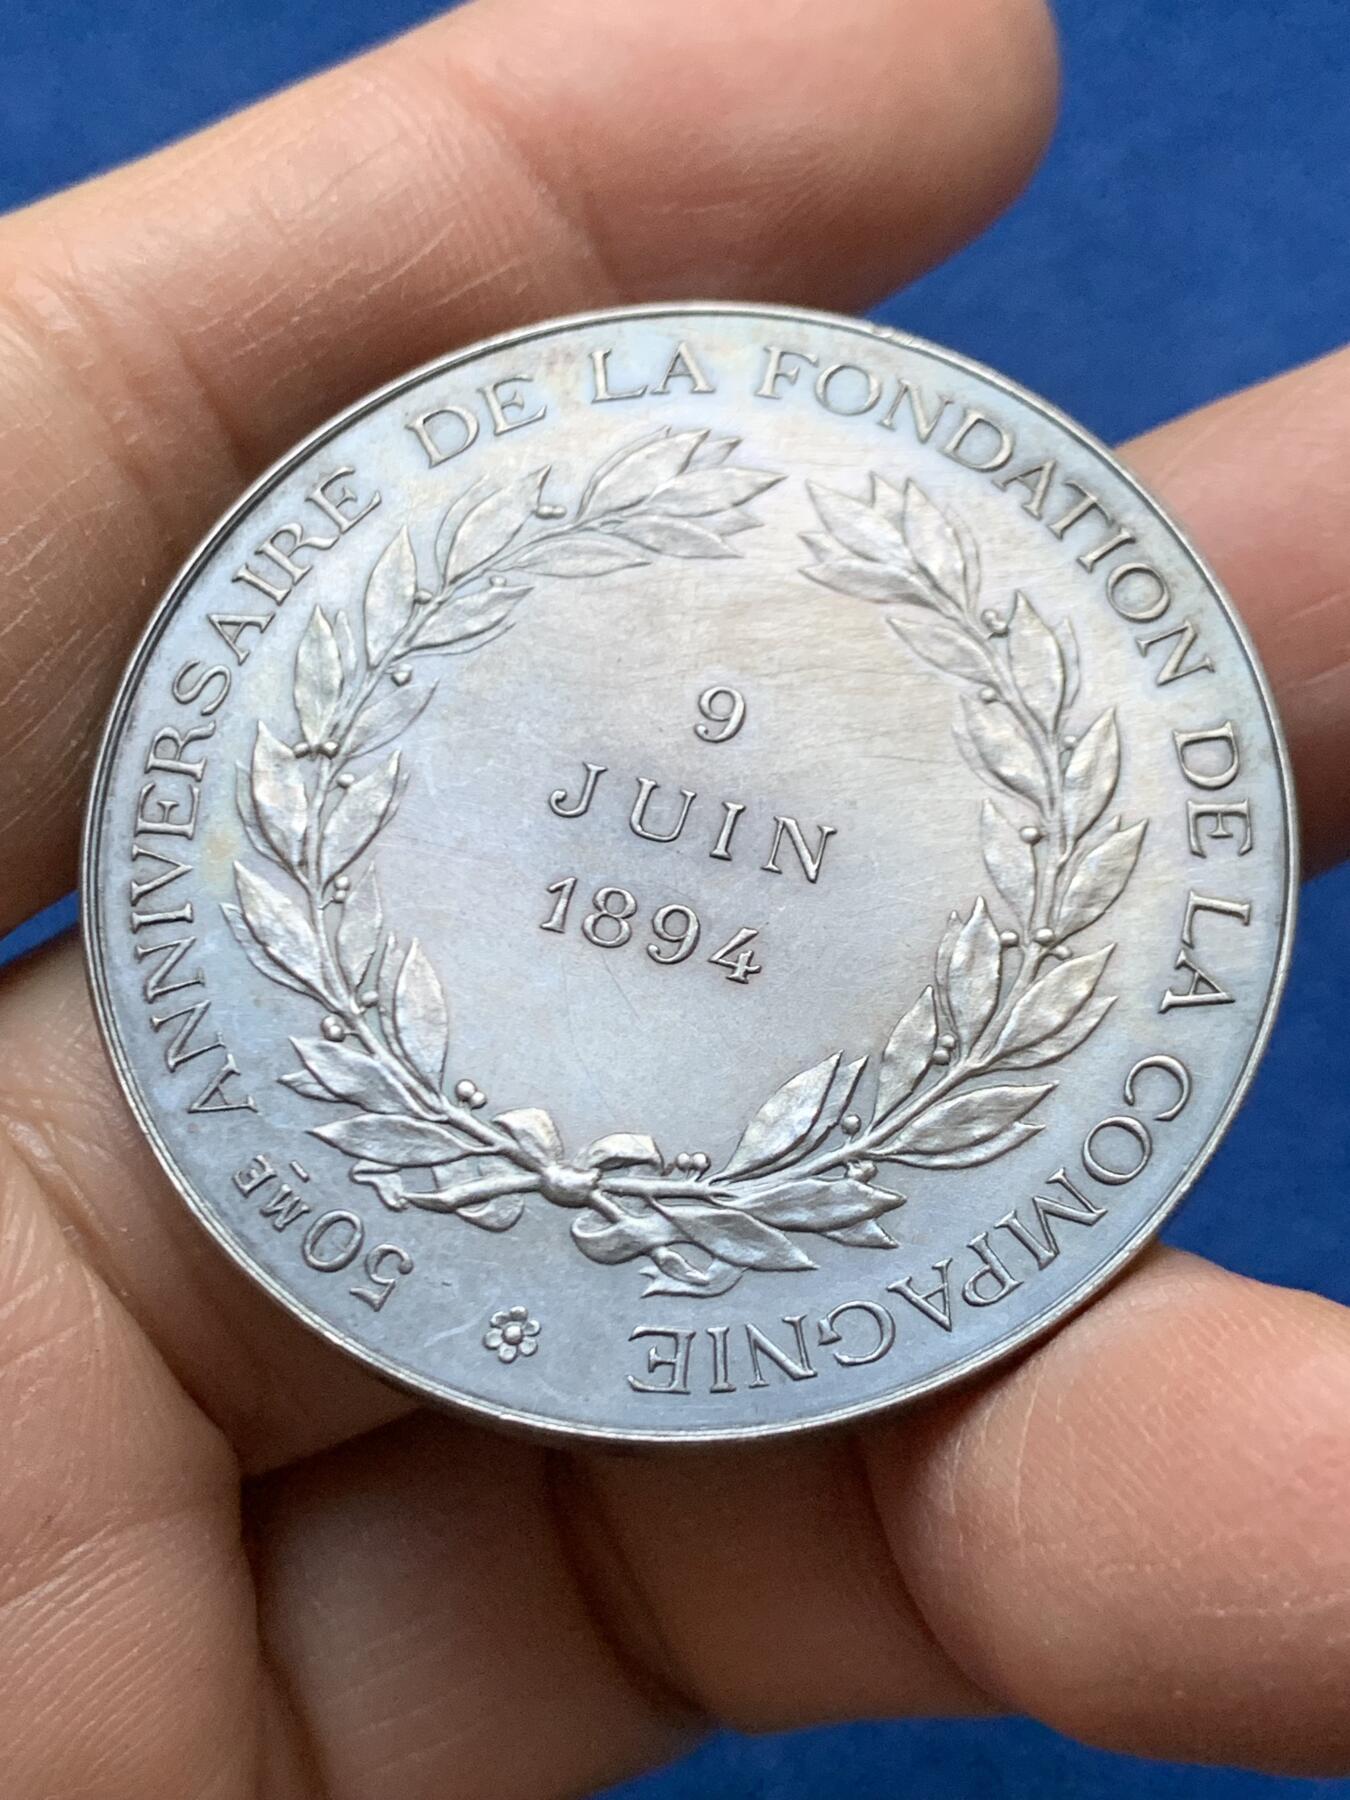 50ME ANNIVERSAIRE DE LA FONDATION DE LA COMPAGNIE
9
JUIN
1894